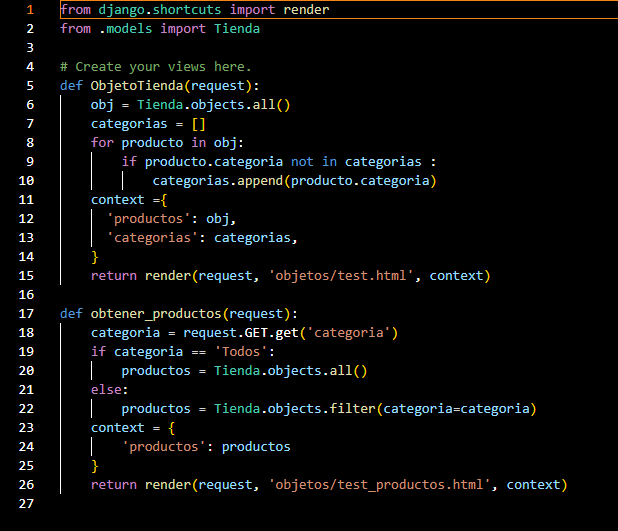 1 from django.shortcuts import render
2 from .models import Tienda
3
4 # Create your views here.
5 def ObjetoTienda(request):
6     obj = Tienda.objects.all()
7     categorias = []
8     for producto in obj:
9         if producto.categoria not in categorias :
10             categorias.append(producto.categoria)
11     context ={
12       'productos': obj,
13       'categorias': categorias,
14     }
15     return render(request, 'objetos/test.html', context)
16
17 def obtener_productos(request):
18     categoria = request.GET.get('categoria')
19     if categoria == 'Todos':
20         productos = Tienda.objects.all()
21     else:
22         productos = Tienda.objects.filter(categoria=categoria)
23     context = {
24         'productos': productos
25     }
26     return render(request, 'objetos/test_productos.html', context)
27